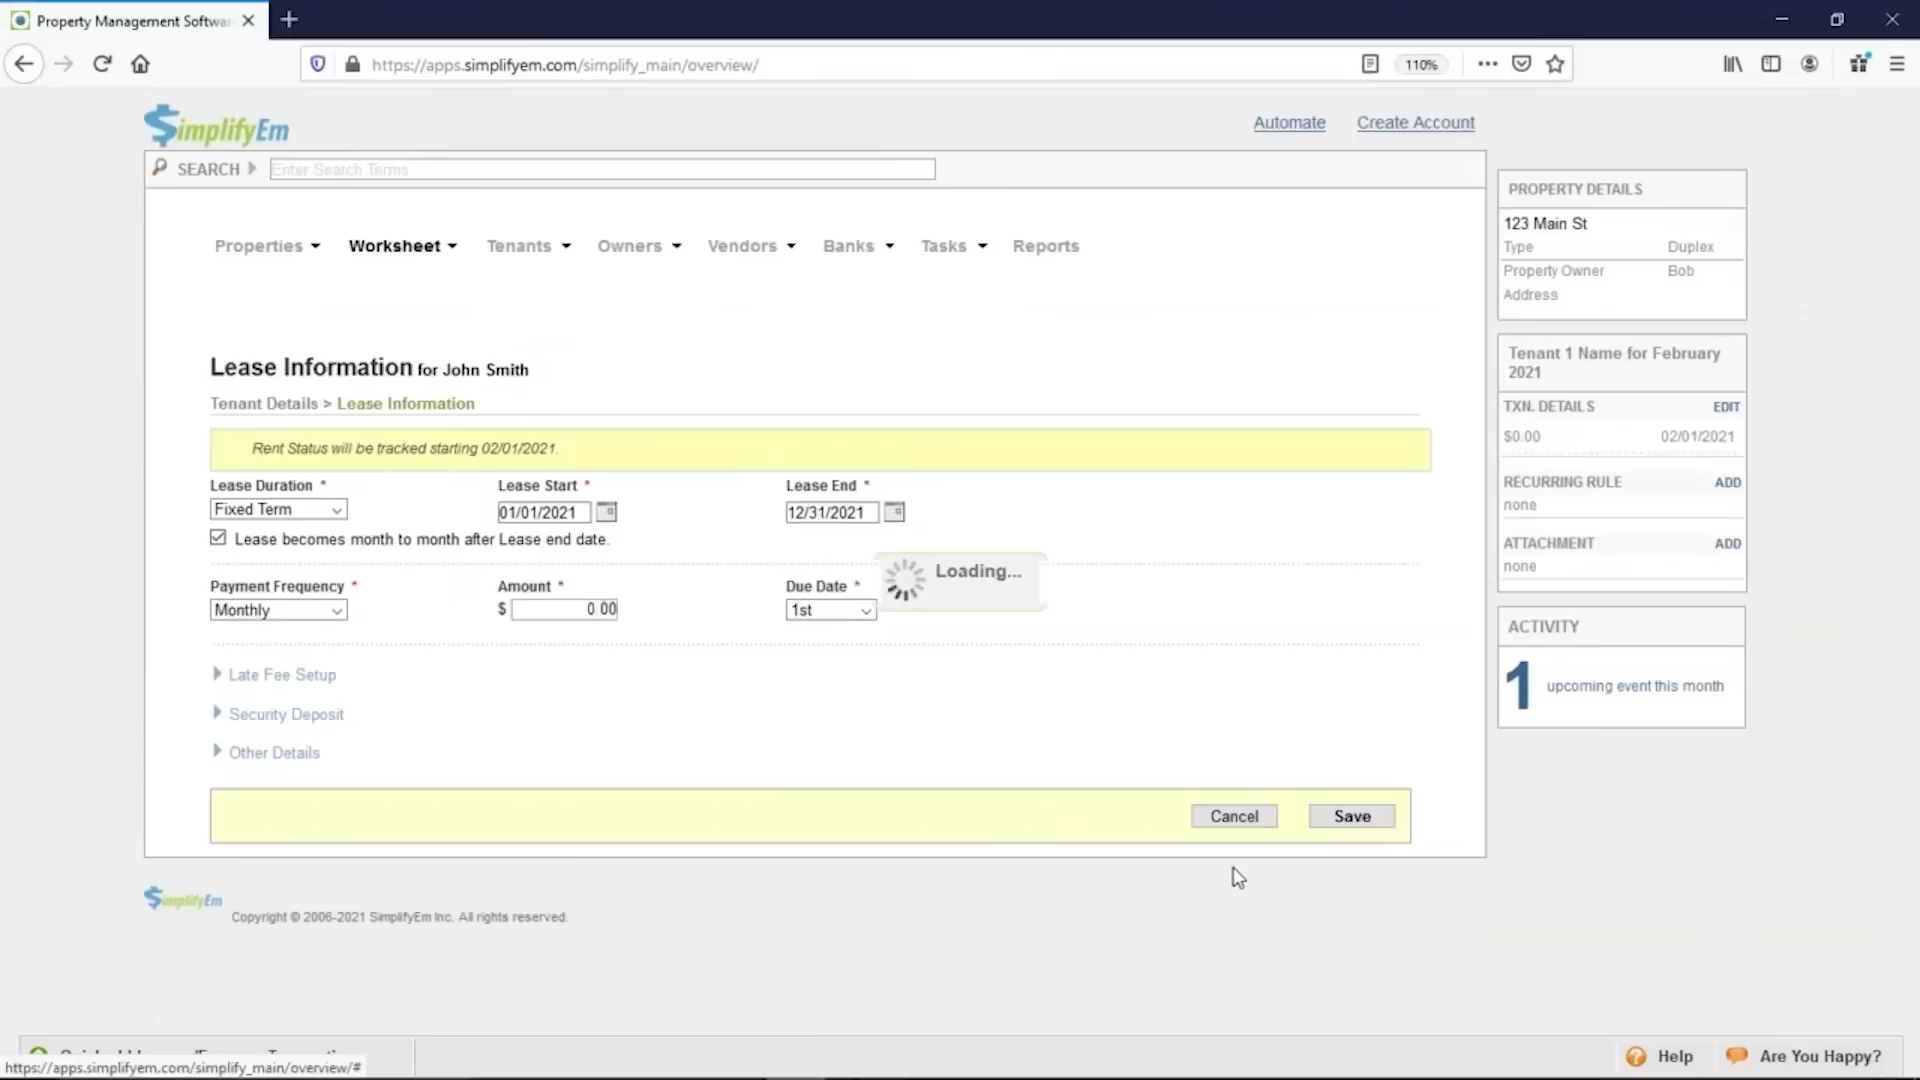 Property Management Softwar
https://apps.simplifyem.com/simplify_main/overview/
110%
SimplifyEm
Automate Create Account
SEARCH Enter Search Terms
Properties Worksheet Tenants Owners Vendors Banks Tasks Reports
Lease Information for John Smith
Tenant Details > Lease Information
Rent Status will be tracked starting 02/01/2021.
Lease Duration * Lease Start * Lease End *
Fixed Term 01/01/2021 12/31/2021
Lease becomes month to month after Lease end date.
Loading...
Payment Frequency * Amount * Due Date *
Monthly $ 0.00 1st
Late Fee Setup
Security Deposit
Other Details
Cancel Save
PROPERTY DETAILS
123 Main St
Type Duplex
Property Owner Bob
Address
Tenant 1 Name for February
2021
TXN. DETAILS EDIT
$0.00 02/01/2021
RECURRING RULE ADD
none
ATTACHMENT ADD
none
ACTIVITY
1 upcoming event this month
SimplifyEm
Copyright © 2006-2021 SimplifyEm Inc. All rights reserved.
https://apps.simplifyem.com/simplify_main/overview/#
Help Are You Happy?